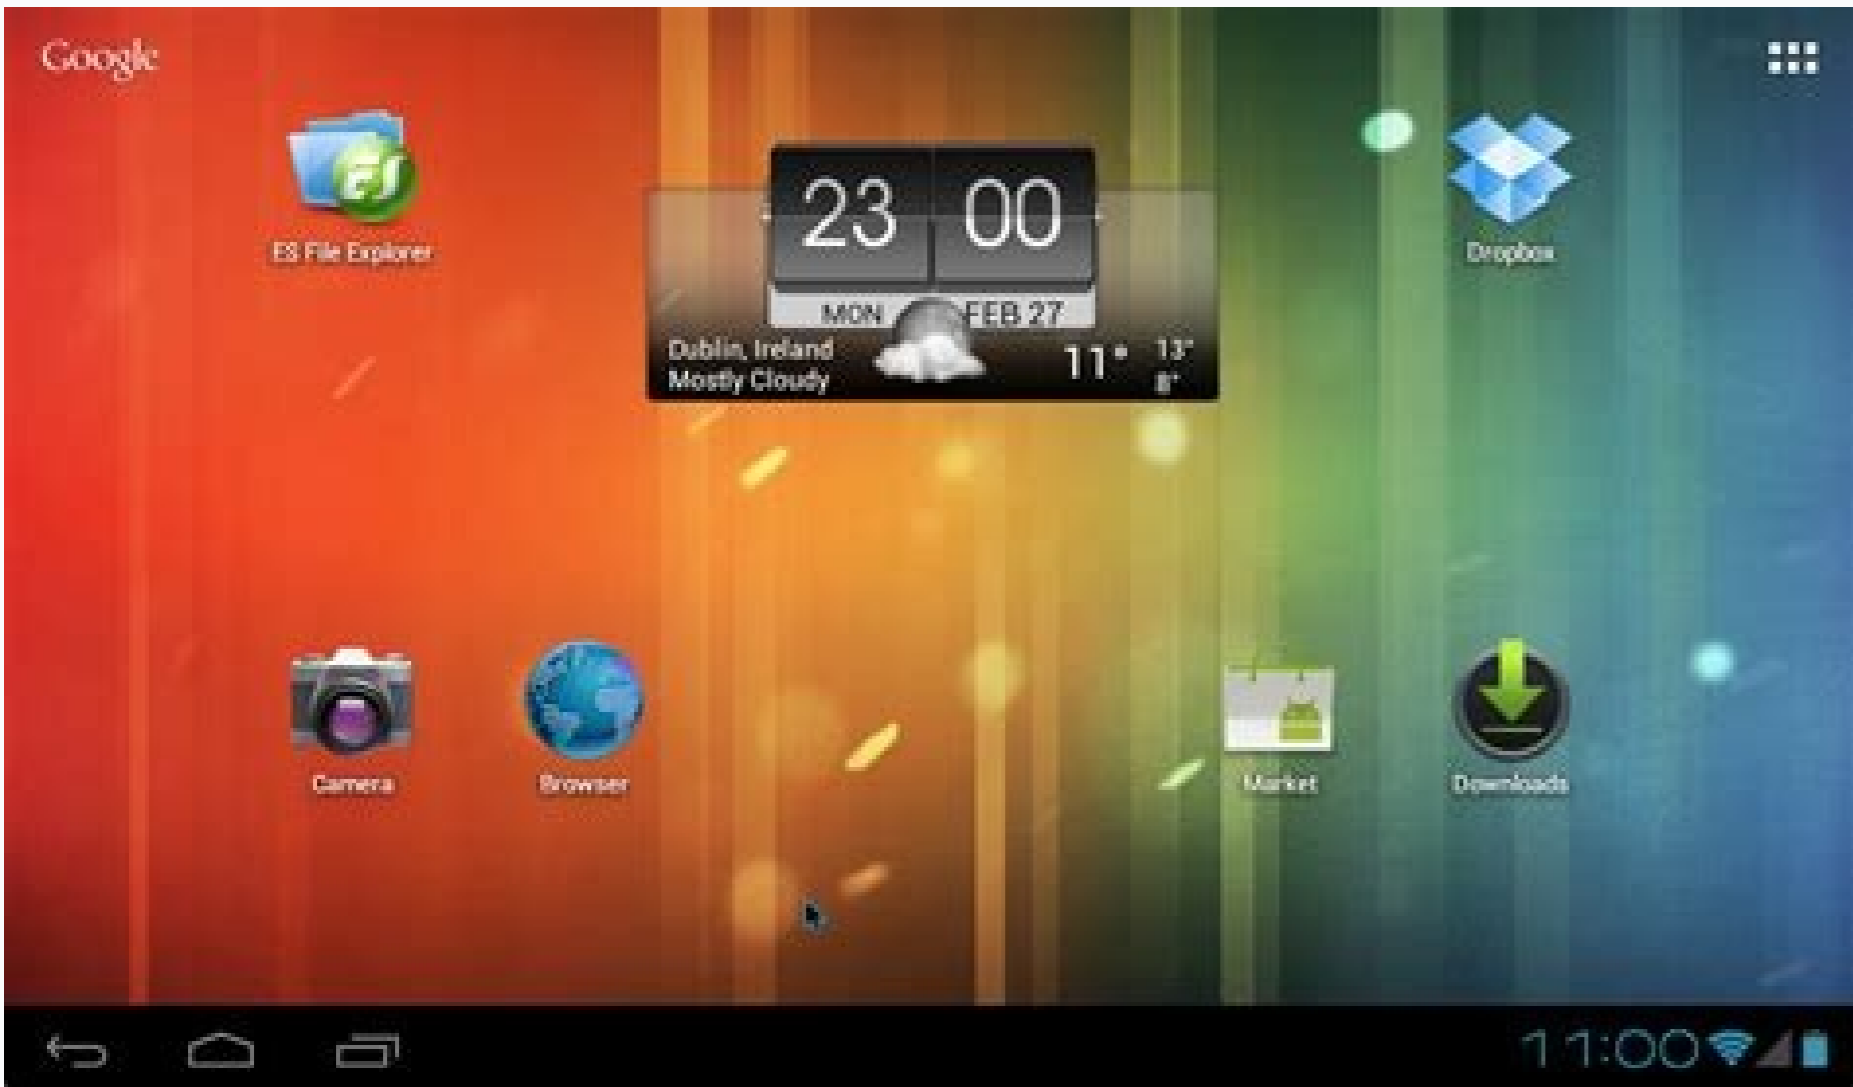 Google
ES File Explorer
23 00
Dropbox
MON FEB 27
Dublin, Ireland
Mostly Cloudy
11° 13°
8°
Camera
Browser
Market
Downloads
11:00